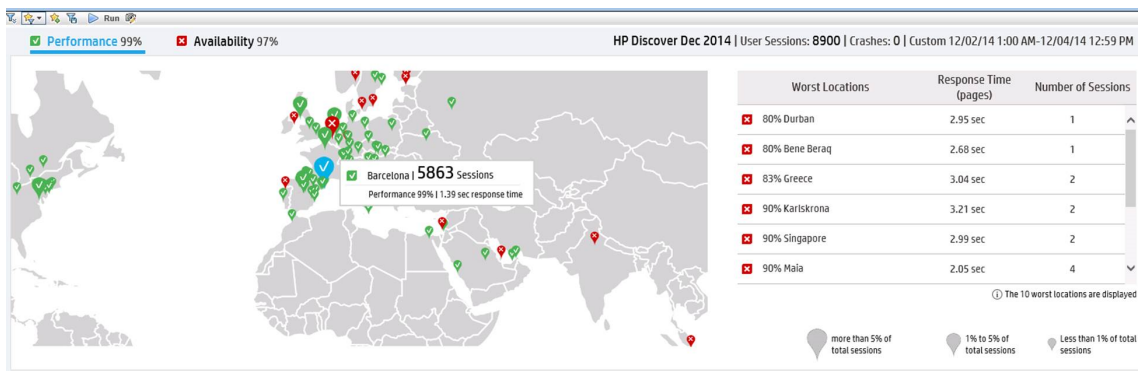 Run
Performance 99%
Availability 97%
HP Discover Dec 2014 | User Sessions: 8900 | Crashes: 0 | Custom 12/02/14 1:00 AM-12/04/14 12:59 PM
Barcelona | 5863 Sessions
Performance 99% | 1.39 sec response time
Worst Locations
Response Time
(pages)
Number of Sessions
80% Durban 2.95 sec 1
80% Bene Beraq 2.68 sec 1
83% Greece 3.04 sec 2
90% Karlskrona 3.21 sec 2
90% Singapore 2.99 sec 2
90% Maïa 2.05 sec 4
The 10 worst locations are displayed
more than 5% of
total sessions
1% to 5% of
total sessions
Less than 1% of total
sessions